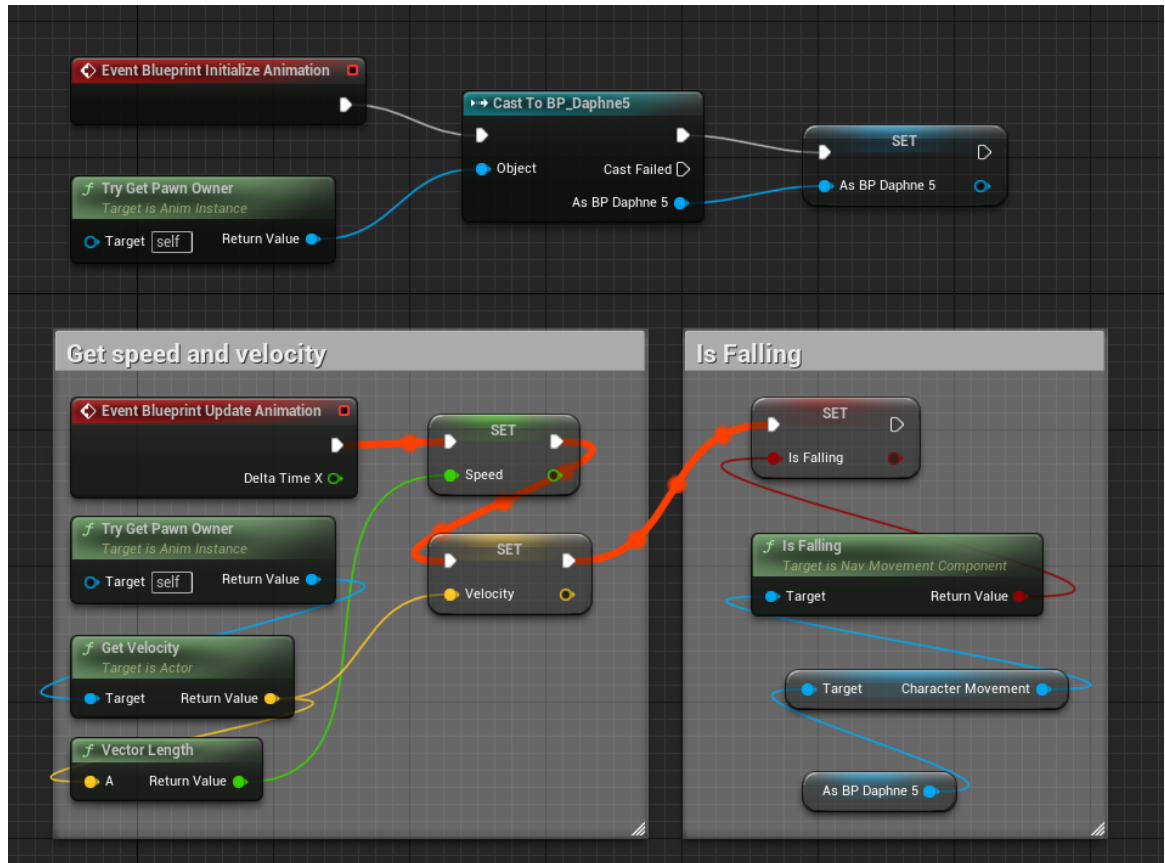 Event Blueprint Initialize Animation
Cast To BP_Daphne5
Object
Cast Failed
As BP Daphne 5
SET
As BP Daphne 5
f Try Get Pawn Owner
Target is Anim Instance
Target self Return Value
Get speed and velocity
Event Blueprint Update Animation
Delta Time X
SET
Speed
f Try Get Pawn Owner
Target is Anim Instance
Target self Return Value
SET
Velocity
f Get Velocity
Target is Actor
Target Return Value
f Vector Length
A Return Value
Is Falling
SET
Is Falling
f Is Falling
Target is Nav Movement Component
Target Return Value
Target Character Movement
As BP Daphne 5